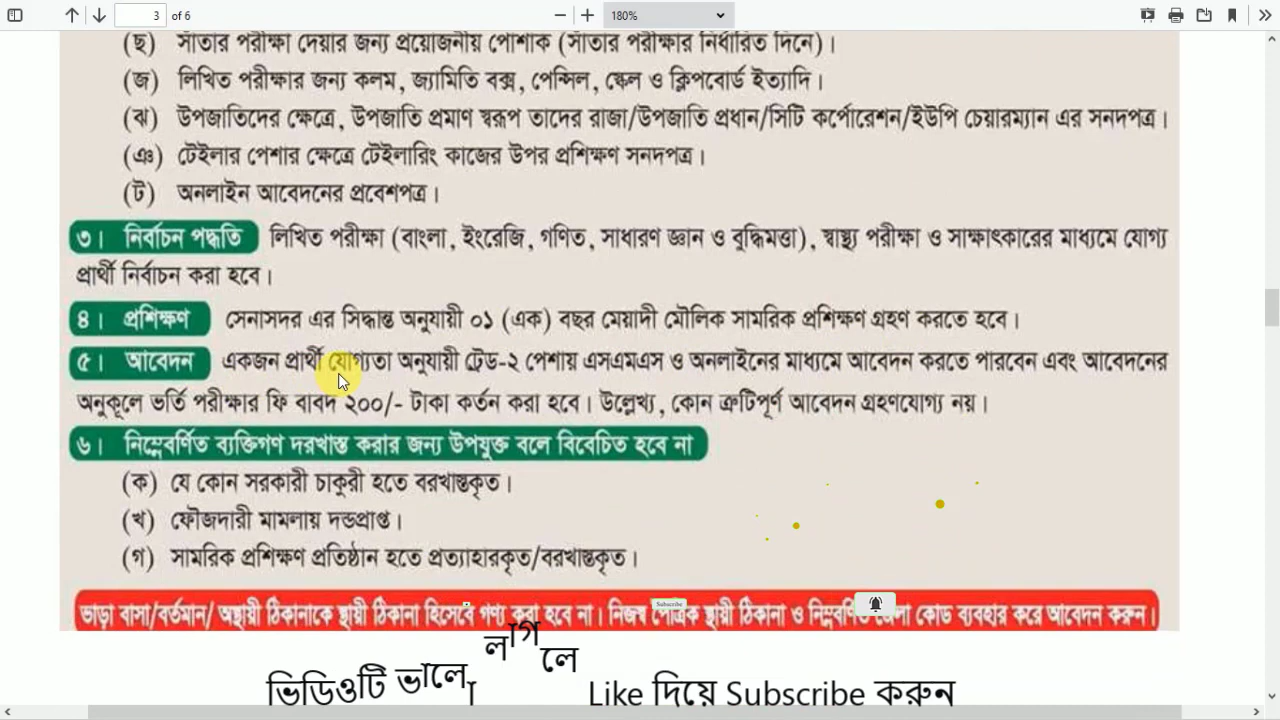 3 of 6
180%
(ছ) সাঁতার পরীক্ষা দেয়ার জন্য প্রয়োজনীয় পোশাক (সাঁতার পরীক্ষার নির্ধারিত দিনে)।
(জ) লিখিত পরীক্ষার জন্য কলম, জ্যামিতি বক্স, পেন্সিল, স্কেল ও ক্লিপবোর্ড ইত্যাদি।
(ঝ) উপজাতিদের ক্ষেত্রে, উপজাতি প্রমাণ স্বরূপ তাদের রাজা/উপজাতি প্রধান/সিটি কর্পোরেশন/ইউপি চেয়ারম্যান এর সনদপত্র।
(ঞ) টেইলার পেশার ক্ষেত্রে টেইলারিং কাজের উপর প্রশিক্ষণ সনদপত্র।
(ট) অনলাইন আবেদনের প্রবেশপত্র।
৩। নির্বাচন পদ্ধতি লিখিত পরীক্ষা (বাংলা, ইংরেজি, গণিত, সাধারণ জ্ঞান ও বুদ্ধিমত্তা), স্বাস্থ্য পরীক্ষা ও সাক্ষাৎকারের মাধ্যমে যোগ্য
প্রার্থী নির্বাচন করা হবে।
৪। প্রশিক্ষণ সেনাসদর এর সিদ্ধান্ত অনুযায়ী ০১ (এক) বছর মেয়াদী মৌলিক সামরিক প্রশিক্ষণ গ্রহণ করতে হবে।
৫। আবেদন একজন প্রার্থী যোগ্যতা অনুযায়ী ট্রেড-২ পেশায় এসএমএস ও অনলাইনের মাধ্যমে আবেদন করতে পারবেন এবং আবেদনের
অনুকূলে ভর্তি পরীক্ষার ফি বাবদ ২০০/- টাকা কর্তন করা হবে। উল্লেখ্য, কোন ত্রুটিপূর্ণ আবেদন গ্রহণযোগ্য নয়।
৬। নিম্নেবর্ণিত ব্যক্তিগণ দরখাস্ত করার জন্য উপযুক্ত বলে বিবেচিত হবে না
(ক) যে কোন সরকারী চাকুরী হতে বরখাস্তকৃত।
(খ) ফৌজদারী মামলায় দন্ডপ্রাপ্ত।
(গ) সামরিক প্রশিক্ষণ প্রতিষ্ঠান হতে প্রত্যাহারকৃত/বরখাস্তকৃত।
ভাড়া বাসা/বর্তমান/ অস্থায়ী ঠিকানাকে স্থায়ী ঠিকানা হিসেবে গণ্য করা হবে না। নিজস্ব পৈত্রিক স্থায়ী ঠিকানা ও নিম্নেবর্ণিত জেলা কোড ব্যবহার করে আবেদন করুন।
Subscribe
ভিডিওটি ভালো লাগলে Like দিয়ে Subscribe করুন